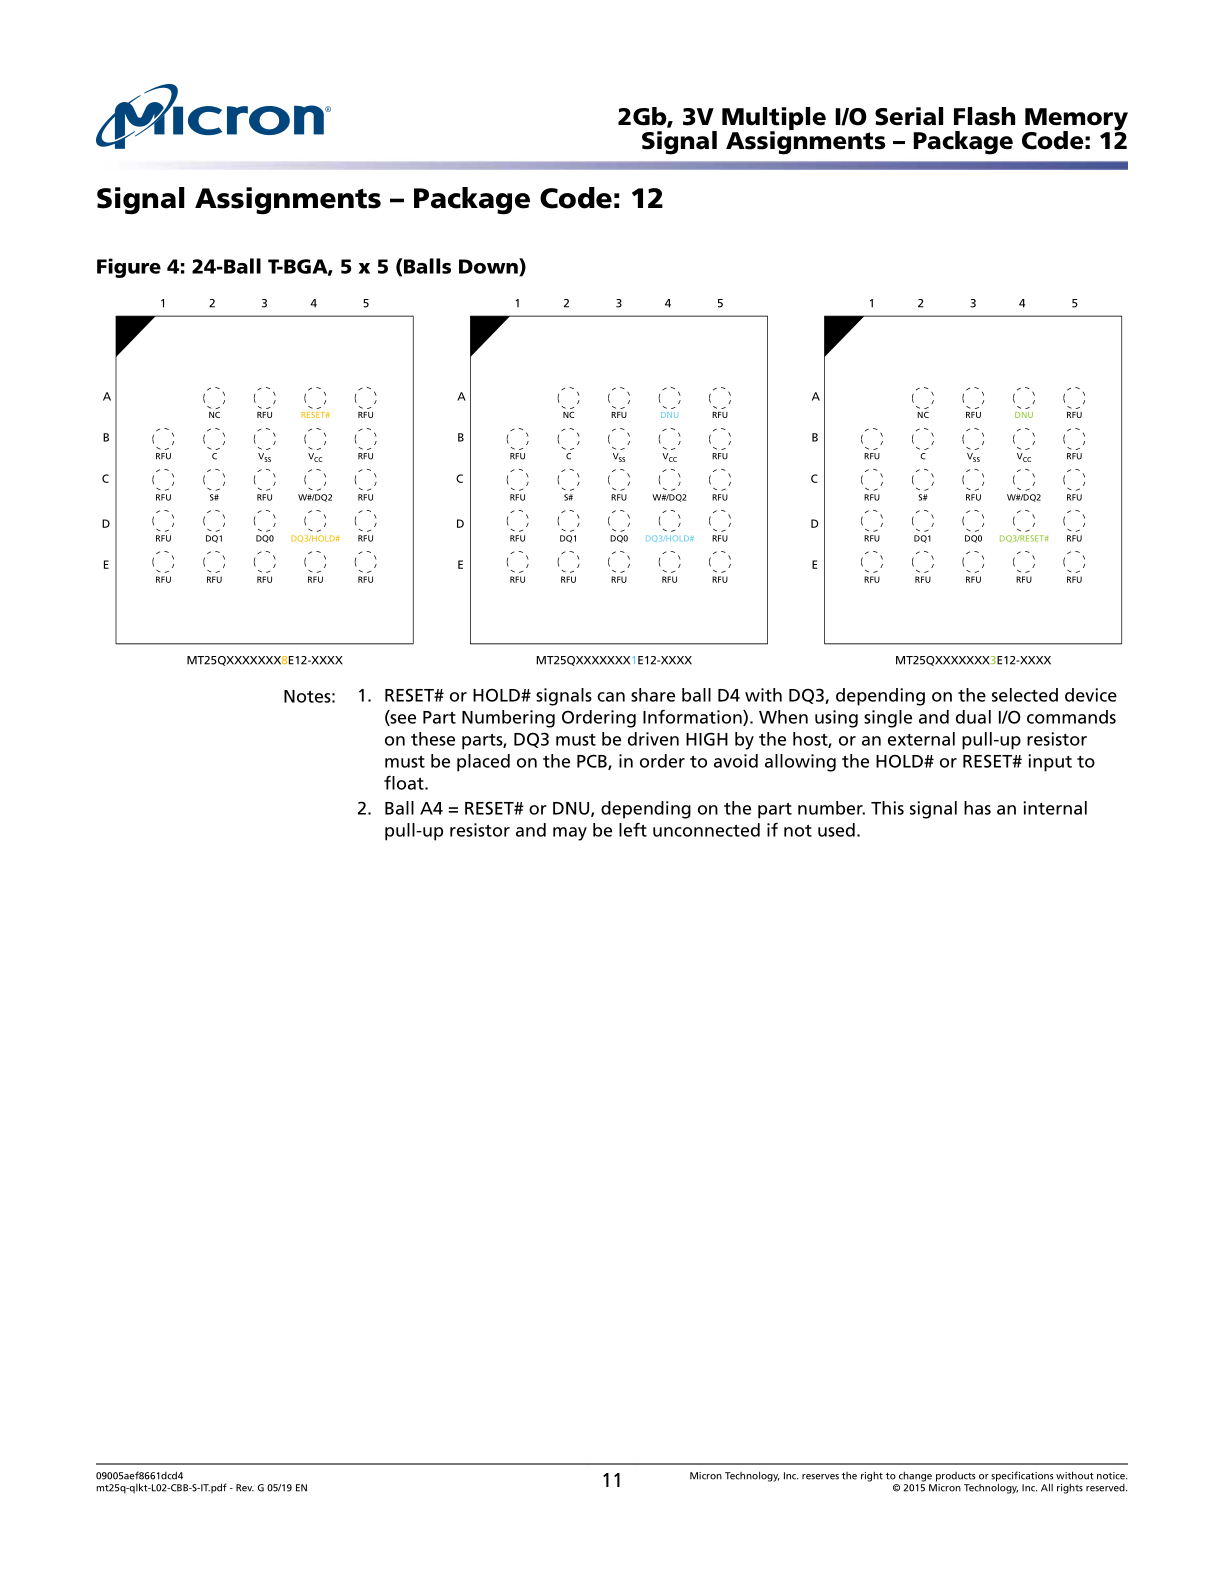 Micron®
2Gb, 3V Multiple I/O Serial Flash Memory
Signal Assignments – Package Code: 12
Signal Assignments – Package Code: 12
Figure 4: 24-Ball T-BGA, 5 x 5 (Balls Down)
1 2 3 4 5
A
NC RFU RESET# RFU
B
RFU C VSS VCC RFU
C
RFU S# RFU W#/DQ2 RFU
D
RFU DQ1 DQ0 DQ3/HOLD# RFU
E
RFU RFU RFU RFU RFU
MT25QXXXXXXX8E12-XXXX
1 2 3 4 5
A
NC RFU DNU RFU
B
RFU C VSS VCC RFU
C
RFU S# RFU W#/DQ2 RFU
D
RFU DQ1 DQ0 DQ3/HOLD# RFU
E
RFU RFU RFU RFU RFU
MT25QXXXXXXX1E12-XXXX
1 2 3 4 5
A
NC RFU DNU RFU
B
RFU C VSS VCC RFU
C
RFU S# RFU W#/DQ2 RFU
D
RFU DQ1 DQ0 DQ3/RESET# RFU
E
RFU RFU RFU RFU RFU
MT25QXXXXXXX3E12-XXXX
Notes: 1. RESET# or HOLD# signals can share ball D4 with DQ3, depending on the selected device
(see Part Numbering Ordering Information). When using single and dual I/O commands
on these parts, DQ3 must be driven HIGH by the host, or an external pull-up resistor
must be placed on the PCB, in order to avoid allowing the HOLD# or RESET# input to
float.
2. Ball A4 = RESET# or DNU, depending on the part number. This signal has an internal
pull-up resistor and may be left unconnected if not used.
09005aef8661dcd4
mt25q-qlkt-L02-CBB-S-IT.pdf - Rev. G 05/19 EN
11
Micron Technology, Inc. reserves the right to change products or specifications without notice.
© 2015 Micron Technology, Inc. All rights reserved.